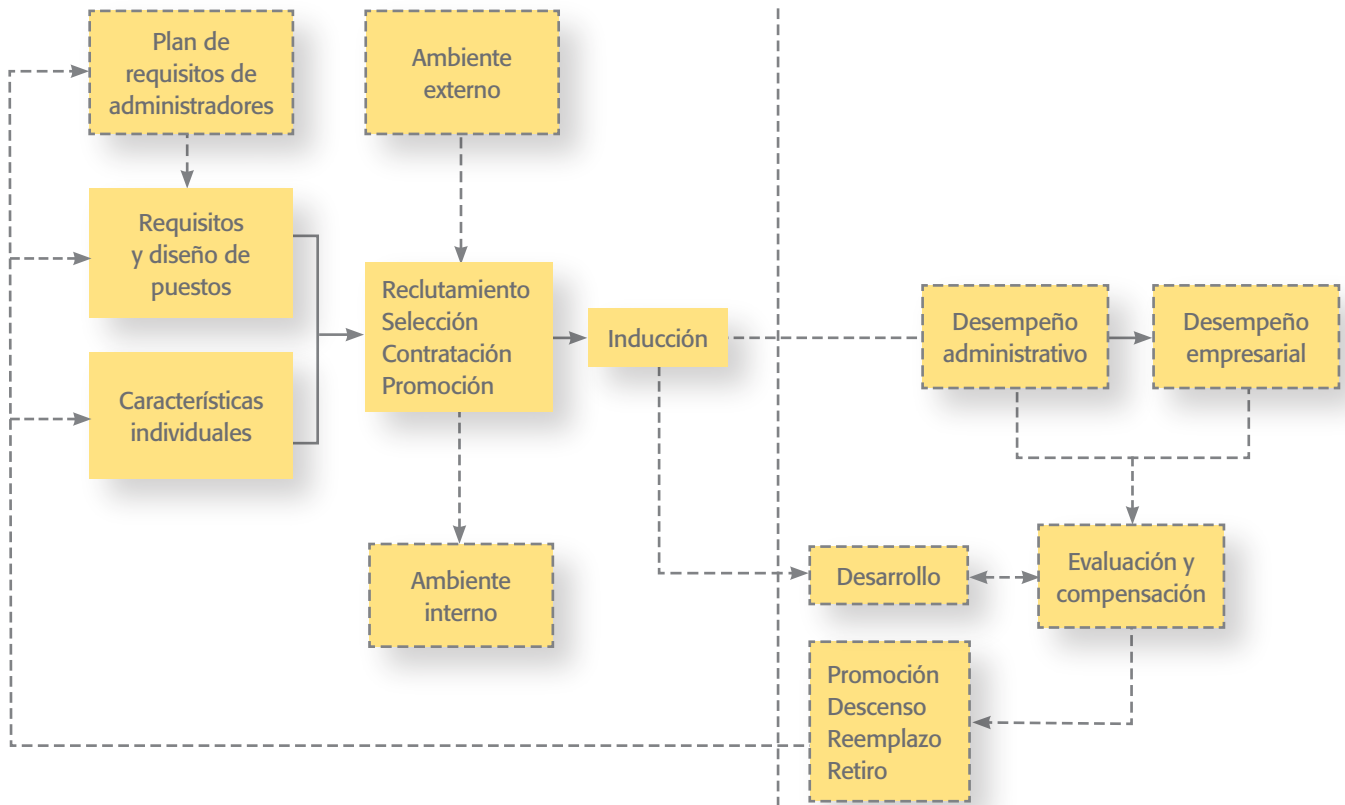 Plan de
requisitos de
administradores
Ambiente
externo
Requisitos
y diseño de
puestos
Características
individuales
Reclutamiento
Selección
Contratación
Promoción
Inducción
Desempeño
administrativo
Desempeño
empresarial
Ambiente
interno
Desarrollo
Evaluación y
compensación
Promoción
Descenso
Reemplazo
Retiro